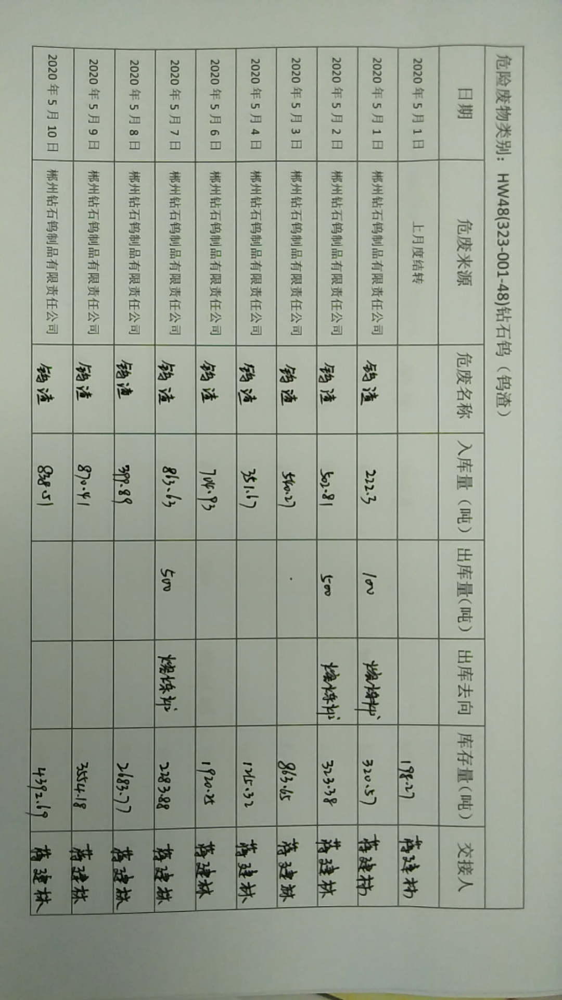 危险废物类别：HW48(323-001-48)钻石钨（钨渣）
日期 危废来源 危废名称 入库量（吨） 出库量(吨) 出库去向 库存量(吨) 交接人
2020 年 5 月 1 日 上月度结转 198.27 蒋建林
2020 年 5 月 1 日 郴州钻石钨制品有限责任公司 钨渣 222.3 100 熔炼炉 320.57 蒋建林
2020 年 5 月 2 日 郴州钻石钨制品有限责任公司 钨渣 502.81 500 熔炼炉 323.38 蒋建林
2020 年 5 月 3 日 郴州钻石钨制品有限责任公司 钨渣 540.27 863.65 蒋建林
2020 年 5 月 4 日 郴州钻石钨制品有限责任公司 钨渣 351.67 1215.32 蒋建林
2020 年 5 月 6 日 郴州钻石钨制品有限责任公司 钨渣 704.93 1920.25 蒋建林
2020 年 5 月 7 日 郴州钻石钨制品有限责任公司 钨渣 863.63 500 熔炼炉 2283.88 蒋建林
2020 年 5 月 8 日 郴州钻石钨制品有限责任公司 钨渣 399.89 2683.77 蒋建林
2020 年 5 月 9 日 郴州钻石钨制品有限责任公司 钨渣 870.41 3554.18 蒋建林
2020 年 5 月 10 日 郴州钻石钨制品有限责任公司 钨渣 838.51 4392.69 蒋建林